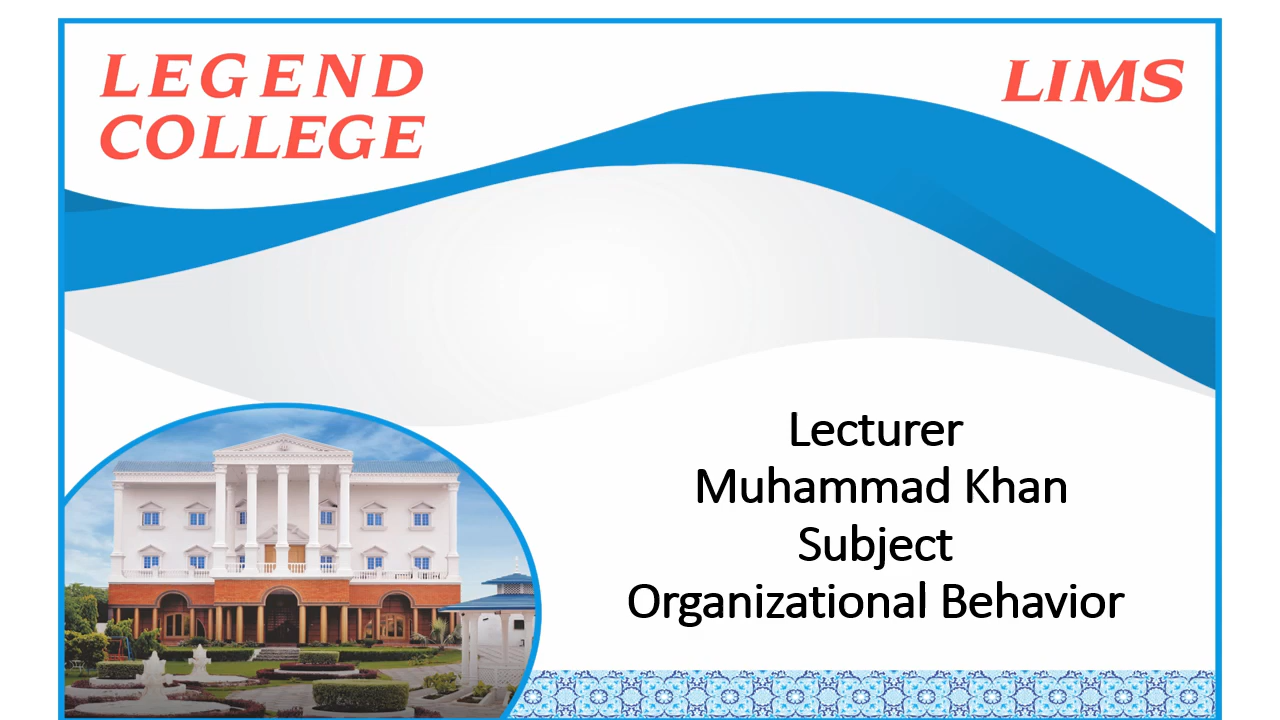 LEGEND
COLLEGE
LIMS
Lecturer
Muhammad Khan
Subject
Organizational Behavior